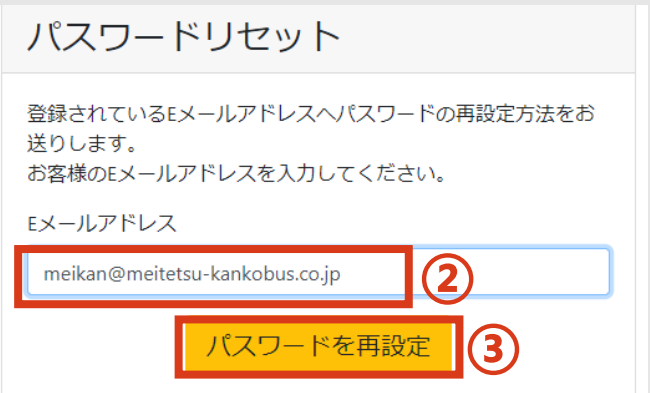 パスワードリセット
登録されているEメールアドレスへパスワードの再設定方法をお
送りします。
お客様のEメールアドレスを入力してください。
Eメールアドレス
meikan@meitetsu-kankobus.co.jp
②
パスワードを再設定
③